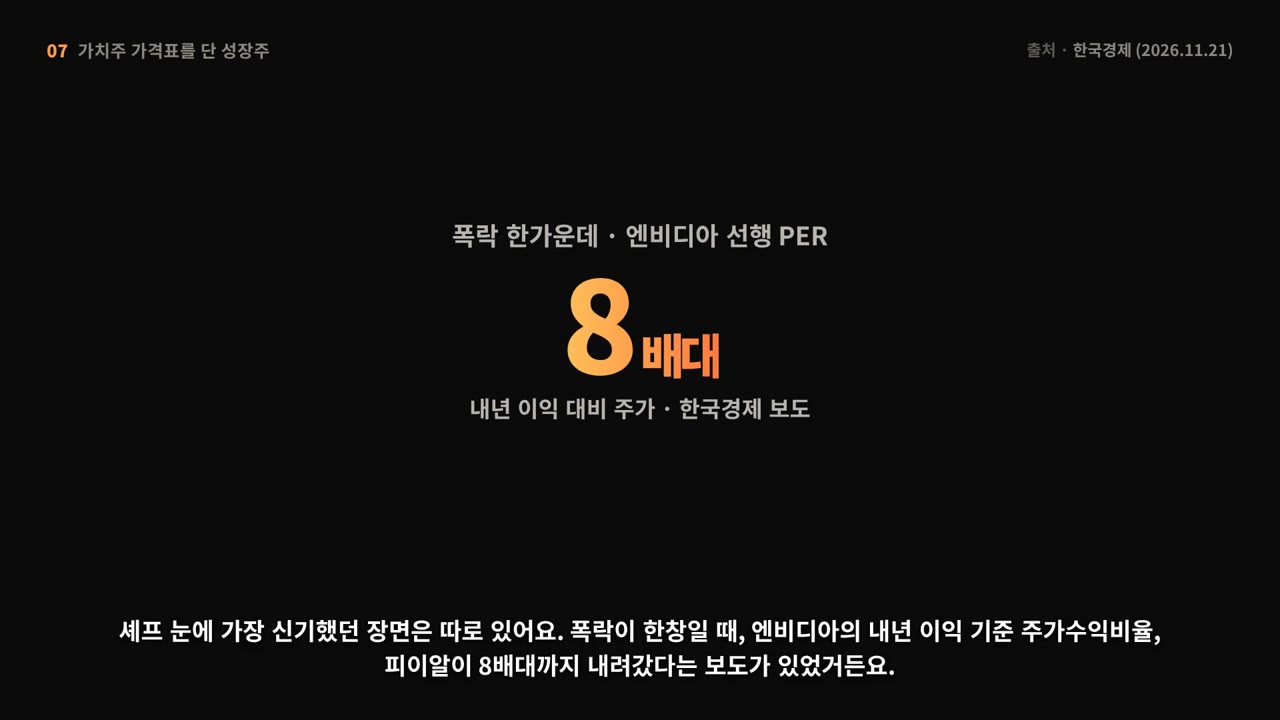 07 가치주 가격표를 단 성장주
출처 · 한국경제 (2026.11.21)
폭락 한가운데 · 엔비디아 선행 PER
8배대
내년 이익 대비 주가 · 한국경제 보도
셰프 눈에 가장 신기했던 장면은 따로 있어요. 폭락이 한창일 때, 엔비디아의 내년 이익 기준 주가수익비율,
피이알이 8배대까지 내려갔다는 보도가 있었거든요.